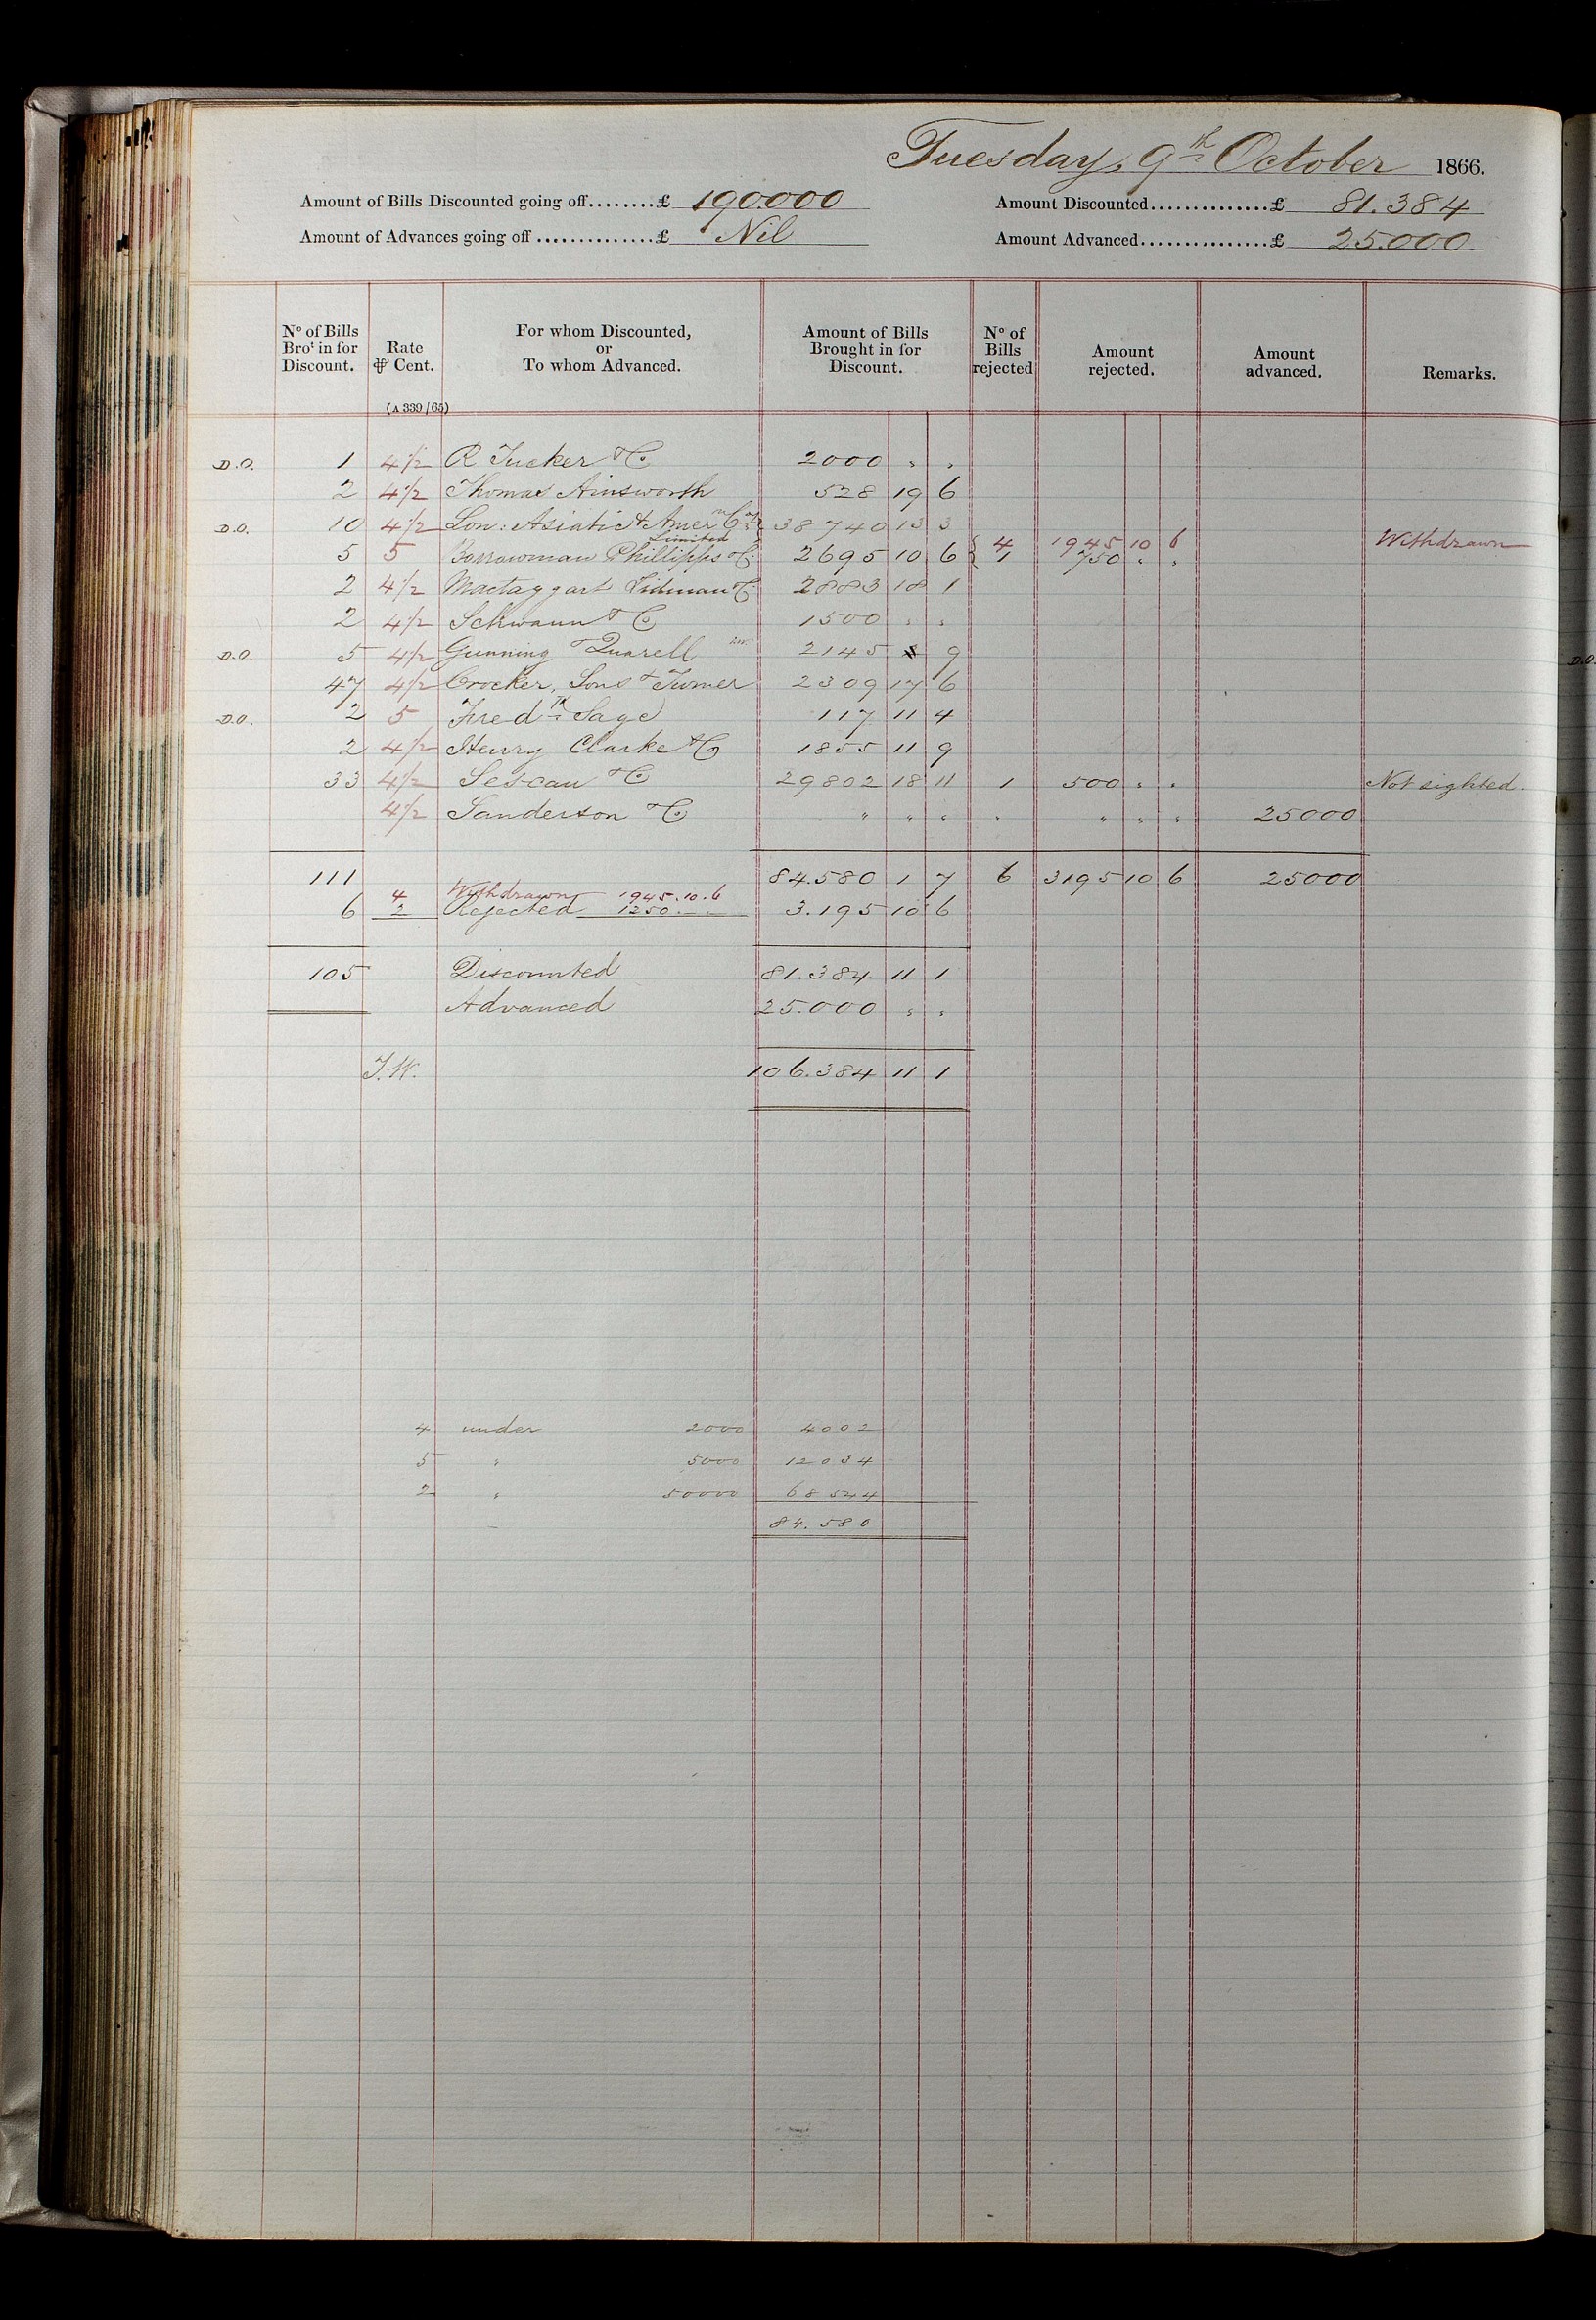 Tuesday, 9th October 1866.
Amount of Bills Discounted going off........£ 190.000 Amount Discounted...............£ 81.384
Amount of Advances going off...............£ Nil Amount Advanced................£ 25.000
No of Bills Brot in for Discount. Rate ⅌ Cent. (A 339/65) For whom Discounted, or To whom Advanced. Amount of Bills Brought in for Discount. No of Bills rejected Amount rejected. Amount advanced. Remarks.
D.O. 1 4½ R Tucker & Co 2000 " "
2 4½ Thomas Ainsworth 528 19 6
D.O. 10 4½ Lon: Asiatic & Amern Coy Limited 38740 13 3
4 1945 10 6 Withdrawn
5 5 Borrowman Phillipps & Co 2695 10 6 1 750 " "
2 4½ Mactaggart Tidman & Co 2883 18 1
2 4½ Schwann & Co 1500 " "
D.O. 5 4½ Gunning & Quarell 2145 9
47 4½ Crocker, Sons & Turner 2309 17 6
D.O. 2 5 Fredk Sage 117 11 4
2 4½ Henry Clarke & Co 1855 11 9
33 4½ Sescau & Co 29802 18 11 1 500 " " Not sighted.
4½ Sanderson & Co " " " " " " " 25000
111 84.580 1 7 6 3195 10 6 25000
4 Withdrawn 1945.10.6
6 2 Rejected 1250.-.- 3.195 10 6
105 Discounted 81.384 11 1
Advanced 25.000 " "
J.W. 106.384 11 1
4 under 2000 4002
5 " 5000 12034
2 " 50000 68544
84.580
D.O.